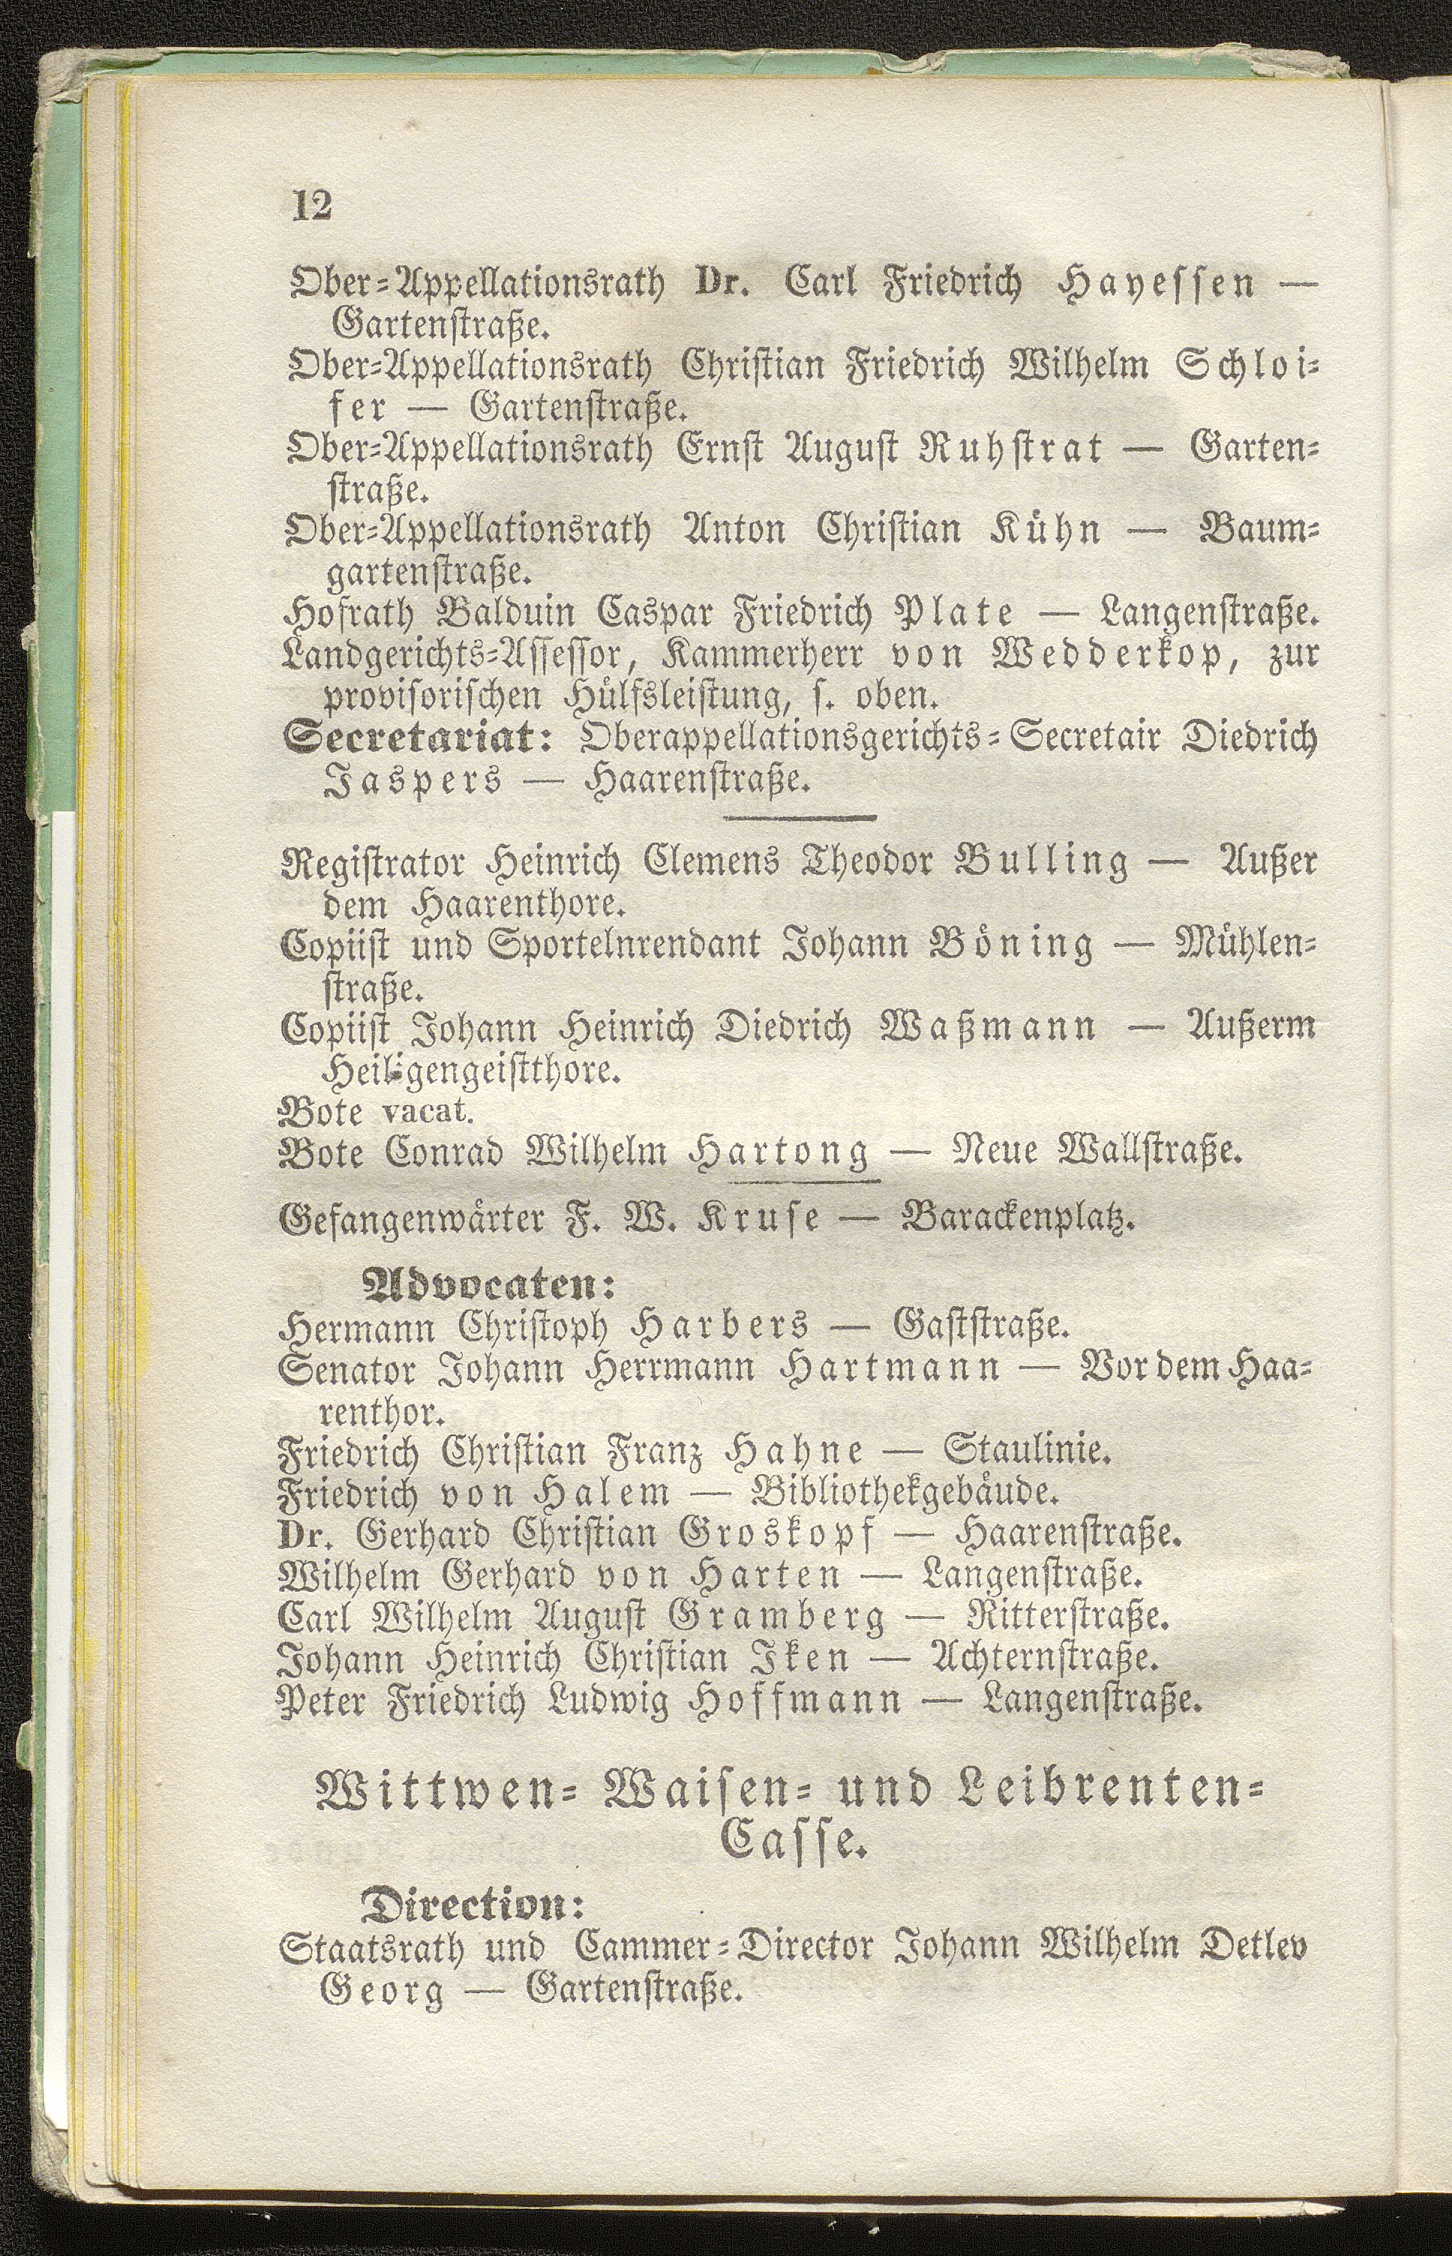 12
Ober-Appellationsrath Dr. Carl Friedrich Hayessen —
Gartenstraße.
Ober-Appellationsrath Christian Friedrich Wilhelm Schloi-
fer — Gartenstraße.
Ober-Appellationsrath Ernst August Ruhstrat — Garten-
straße.
Ober-Appellationsrath Anton Christian Kühn — Baum-
gartenstraße.
Hofrath Balduin Caspar Friedrich Plate — Langenstraße.
Landgerichts-Assessor, Kammerherr von Wedderkop, zur
provisorischen Hülfsleistung, s. oben.
Secretariat: Oberappellationsgerichts-Secretair Diedrich
Jaspers — Haarenstraße.
Registrator Heinrich Clemens Theodor Bulling — Außer
dem Haarenthore.
Copiist und Sportelnrendant Johann Böning — Mühlen-
straße.
Copiist Johann Heinrich Diedrich Waßmann — Außerm
Heiligengeistthore.
Bote vacat.
Bote Conrad Wilhelm Hartong — Neue Wallstraße.
Gefangenwärter F. W. Kruse — Barackenplatz.
Advocaten:
Hermann Christoph Harbers — Gaststraße.
Senator Johann Herrmann Hartmann — Vor dem Haa-
renthor.
Friedrich Christian Franz Hahne — Staulinie.
Friedrich von Halem — Bibliothekgebäude.
Dr. Gerhard Christian Groskopf — Haarenstraße.
Wilhelm Gerhard von Harten — Langenstraße.
Carl Wilhelm August Gramberg — Ritterstraße.
Johann Heinrich Christian Iken — Achternstraße.
Peter Friedrich Ludwig Hoffmann — Langenstraße.
Wittwen- Waisen- und Leibrenten-
Casse.
Direction:
Staatsrath und Cammer-Director Johann Wilhelm Detlev
Georg — Gartenstraße.